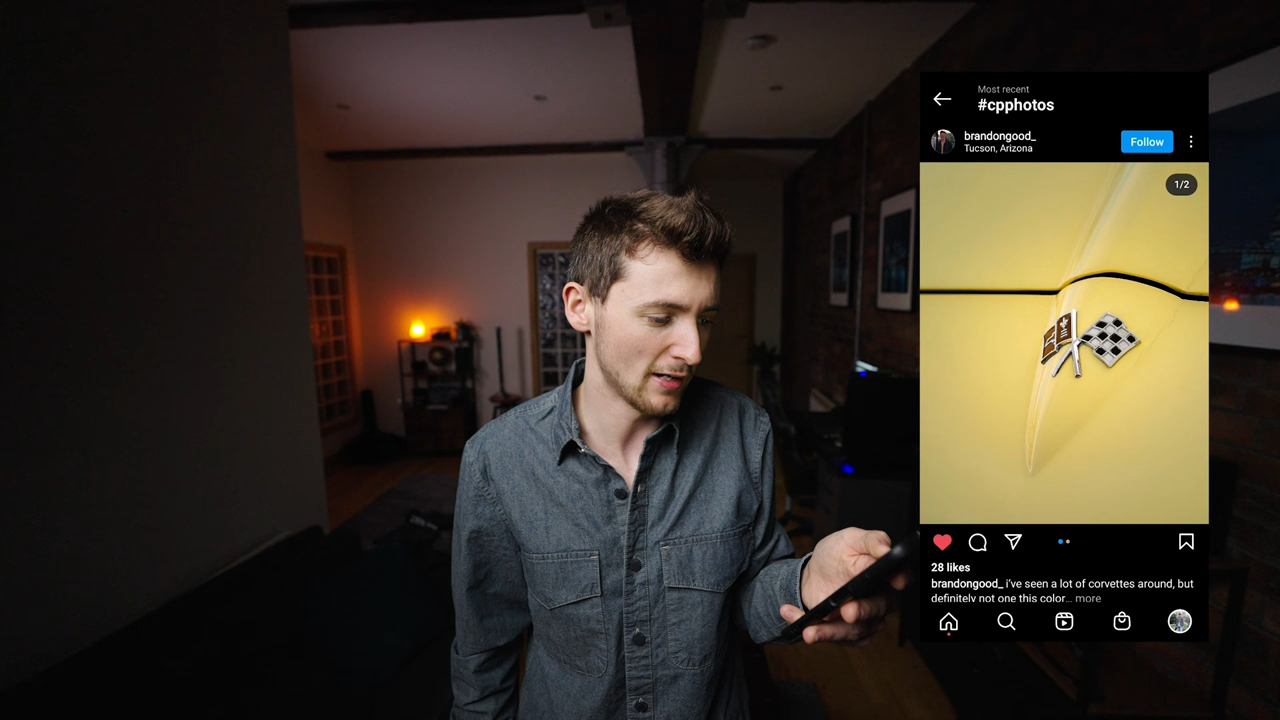 Most recent
#cpphotos
brandongood_
Tucson, Arizona
Follow
1/2
28 likes
brandongood_ i've seen a lot of corvettes around, but
definitely not one this color... more